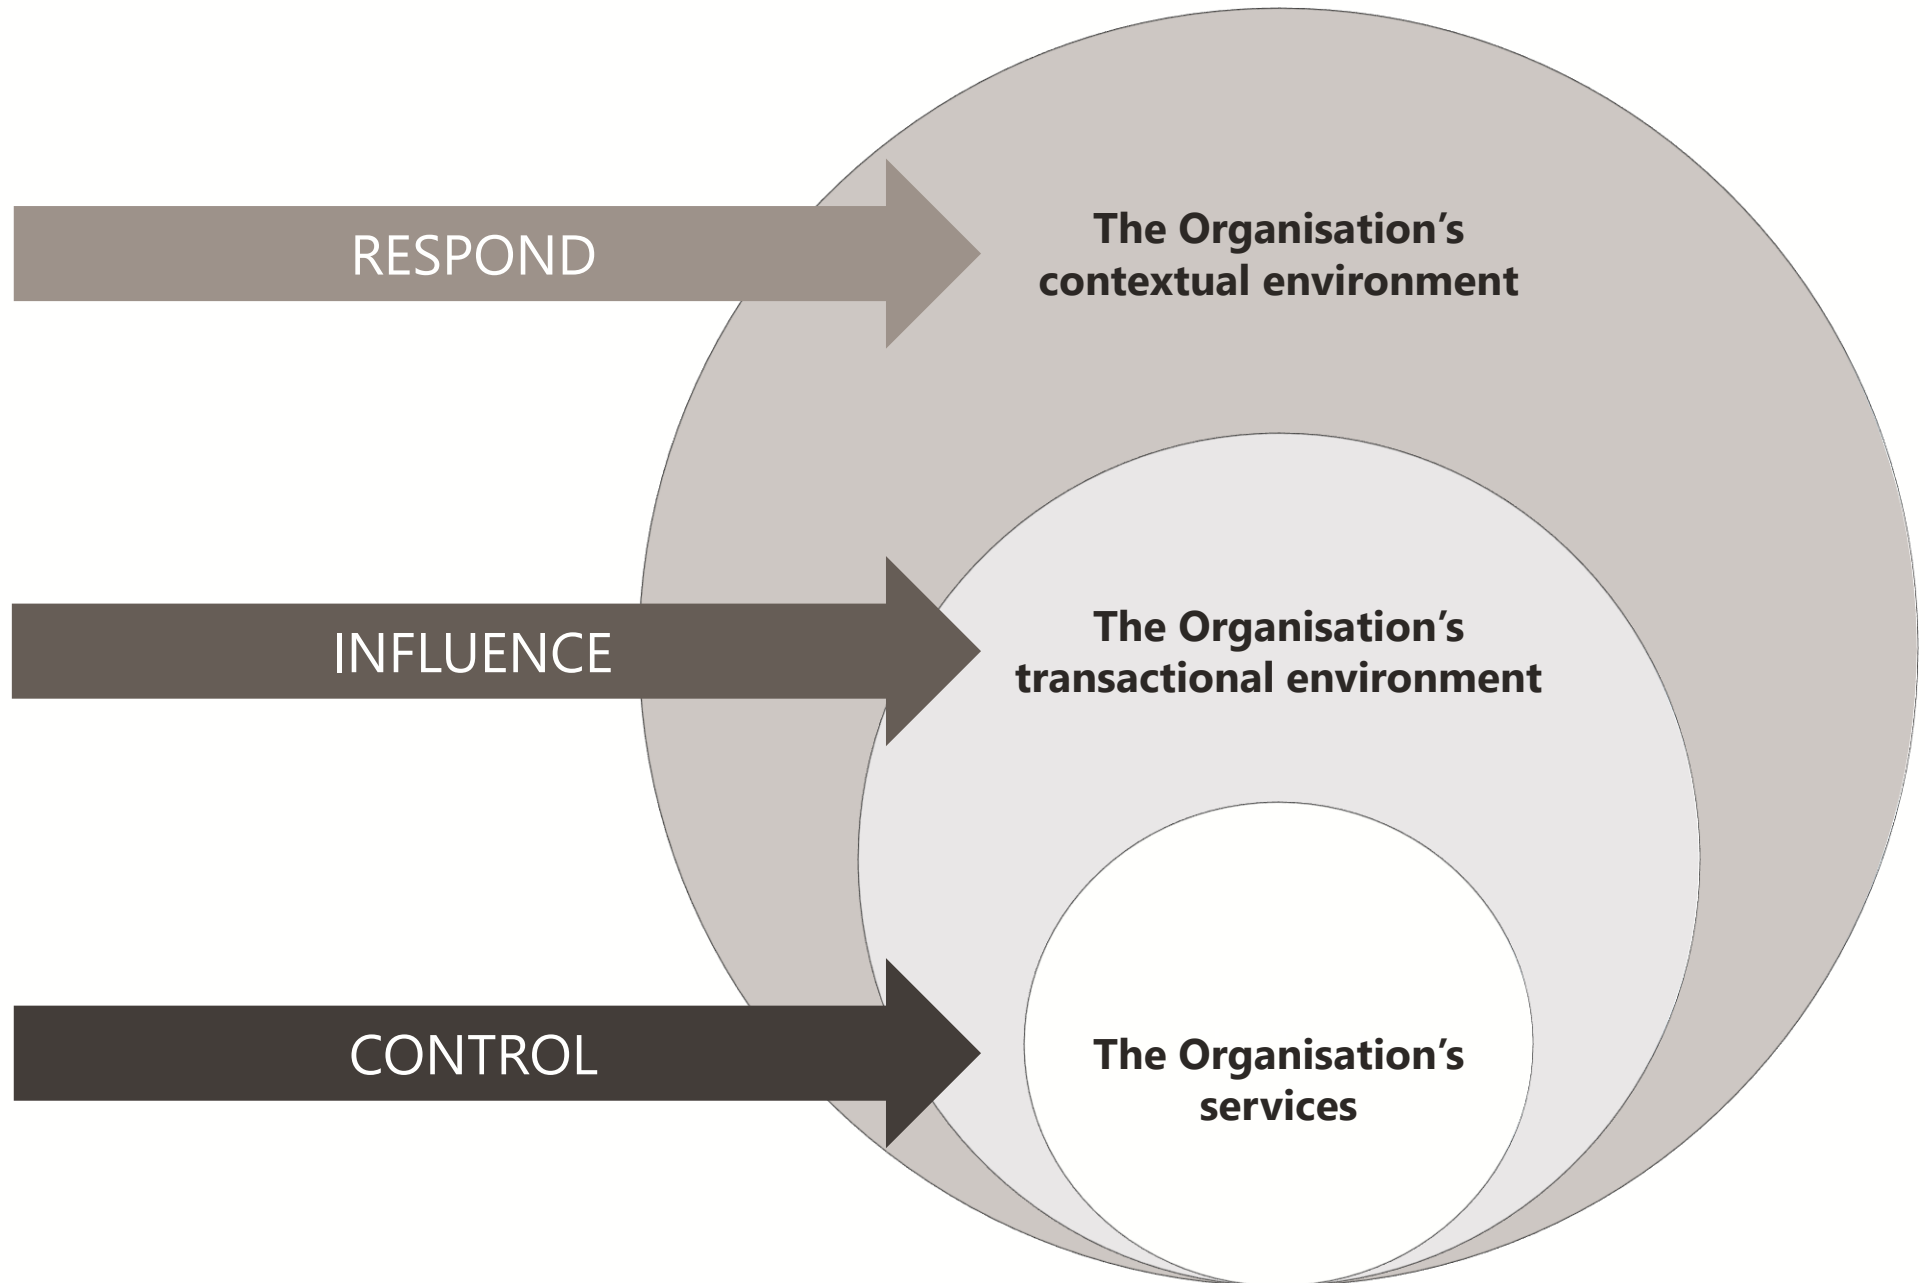 RESPOND
The Organisation’s
contextual environment
INFLUENCE
The Organisation’s
transactional environment
CONTROL
The Organisation’s
services